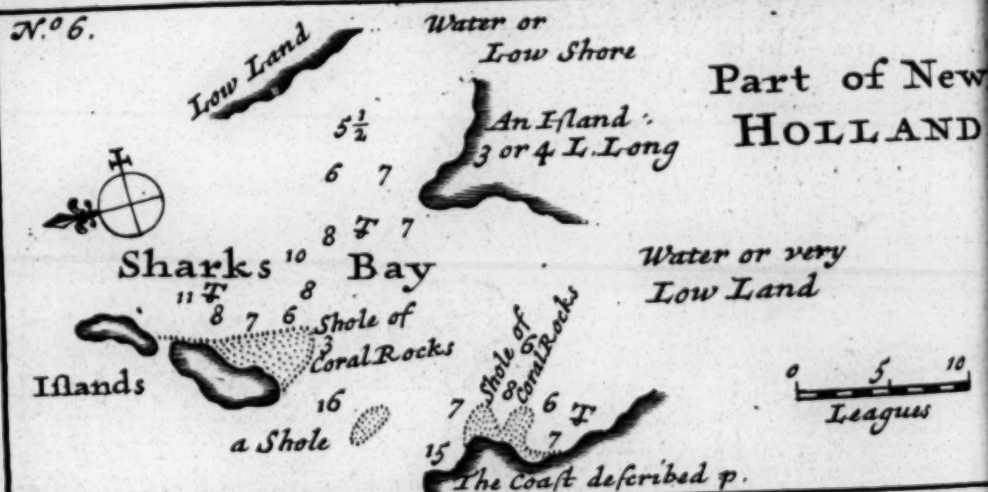 N.º 6.
Low Land
Water or
Low Shore
Part of New
HOLLAND
An Iſland
3 or 4 L. Long
5½
6 7
8 7
Sharks 10 Bay
11 8
8 7 6
Shole of
3
Coral Rocks
Iſlands
16
a Shole
Water or very
Low Land
Shole of
Coral Rocks
7 8 6
15 7
0 5 10
Leagues
The Coaſt deſcribed p.